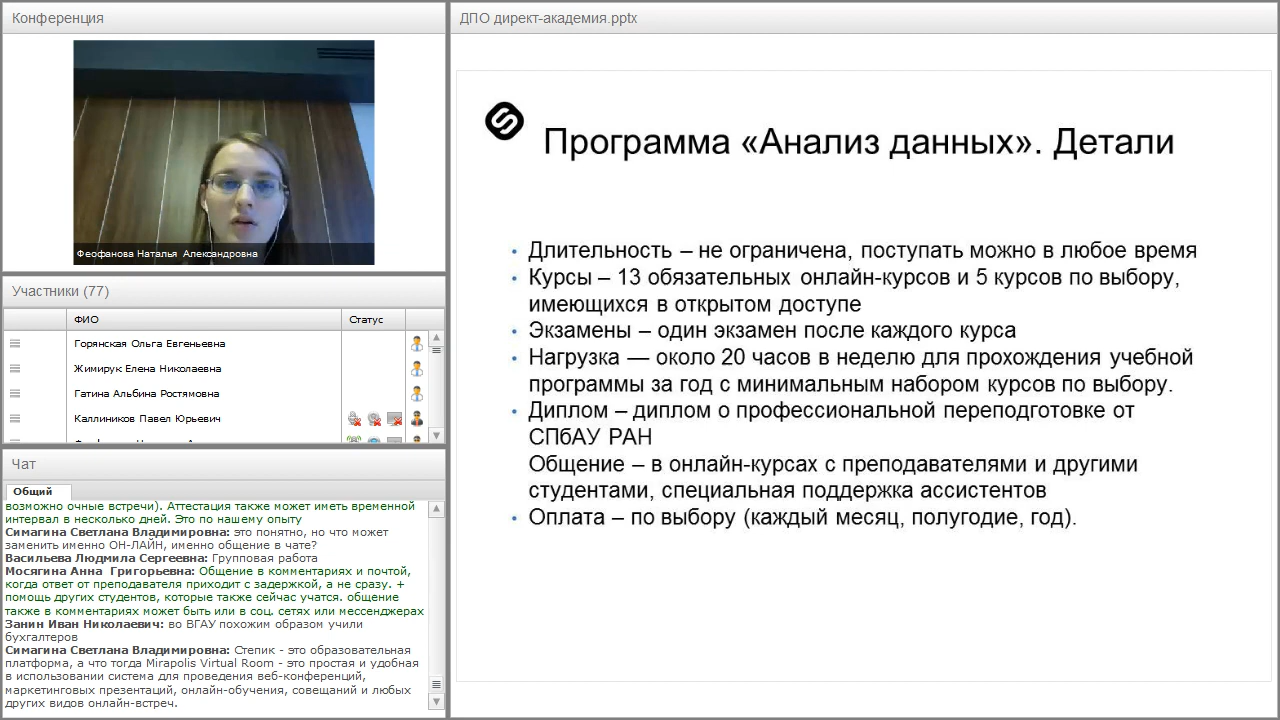 Конференция
Феофанова Наталья Александровна
Участники (77)
ФИО
Статус
Горянская Ольга Евгеньевна
Жимирук Елена Николаевна
Гатина Альбина Ростямовна
Каллиников Павел Юрьевич
Чат
Общий
возможно очные встречи). Аттестация также может иметь временной
интервал в несколько дней. Это по нашему опыту
Симагина Светлана Владимировна: это понятно, но что может
заменить именно ОН-ЛАЙН, именно общение в чате?
Васильева Людмила Сергеевна: Групповая работа
Мосягина Анна Григорьевна: Общение в комментариях и почтой,
когда ответ от преподавателя приходит с задержкой, а не сразу. +
помощь других студентов, которые также сейчас учатся. общение
также в комментариях может быть или в соц. сетях или мессенджерах
Занин Иван Николаевич: во ВГАУ похожим образом учили
бухгалтеров
Симагина Светлана Владимировна: Степик - это образовательная
платформа, а что тогда Mirapolis Virtual Room - это простая и удобная
в использовании система для проведения веб-конференций,
маркетинговых презентаций, онлайн-обучения, совещаний и любых
других видов онлайн-встреч.
ДПО директ-академия.pptx
Программа «Анализ данных». Детали
• Длительность – не ограничена, поступать можно в любое время
• Курсы – 13 обязательных онлайн-курсов и 5 курсов по выбору,
имеющихся в открытом доступе
• Экзамены – один экзамен после каждого курса
• Нагрузка — около 20 часов в неделю для прохождения учебной
программы за год с минимальным набором курсов по выбору.
• Диплом – диплом о профессиональной переподготовке от
СПбАУ РАН
Общение – в онлайн-курсах с преподавателями и другими
студентами, специальная поддержка ассистентов
• Оплата – по выбору (каждый месяц, полугодие, год).